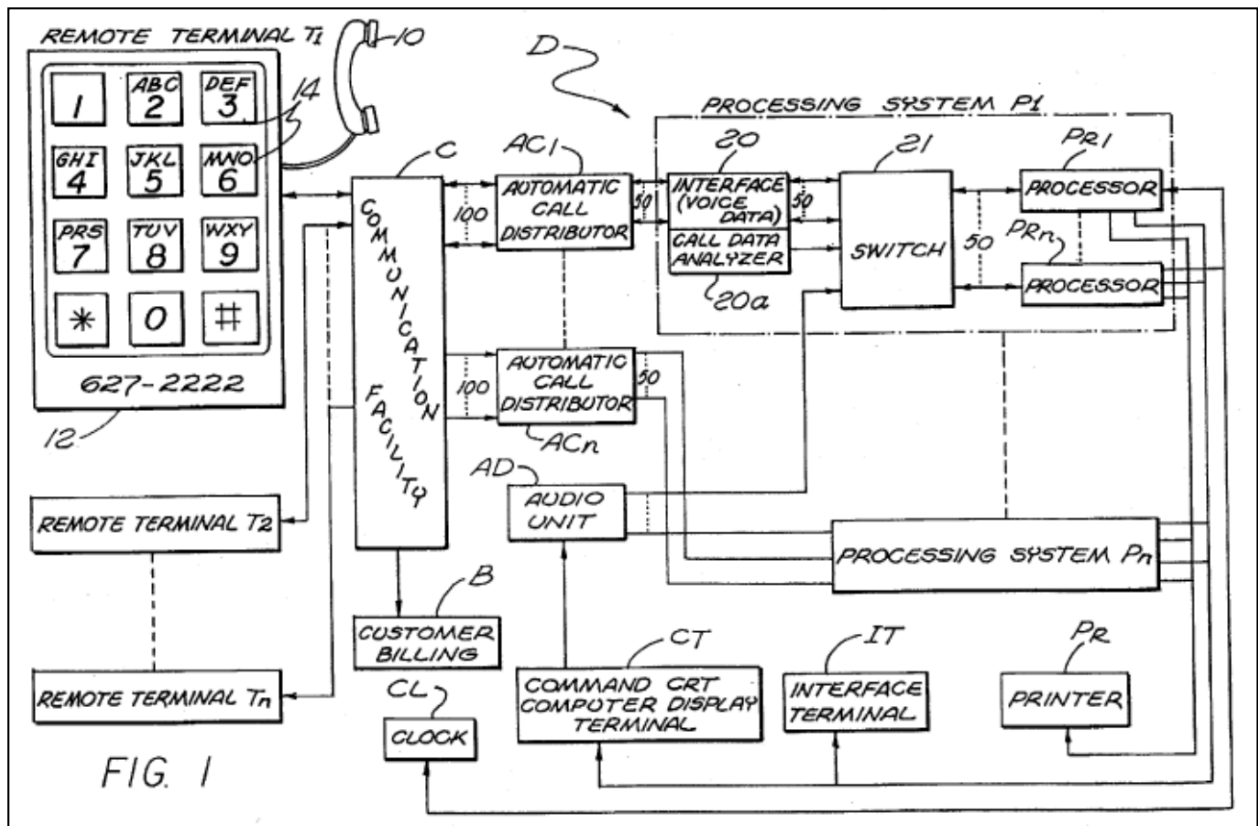 REMOTE TERMINAL T1
10
1
ABC
2
DEF
3
14
GHI
4
JKL
5
MNO
6
PRS
7
TUV
8
WXY
9
*
0
#
627-2222
12
REMOTE TERMINAL T2
REMOTE TERMINAL Tn
FIG. 1
C
COMMUNICATION FACILITY
100
100
B
CUSTOMER
BILLING
CL
CLOCK
AC1
AUTOMATIC
CALL
DISTRIBUTOR
50
AUTOMATIC
CALL
DISTRIBUTOR
ACn
50
AD
AUDIO
UNIT
D
PROCESSING SYSTEM P1
20
INTERFACE
(VOICE
DATA)
CALL DATA
ANALYZER
20a
50
21
SWITCH
50
PR1
PROCESSOR
PRn
PROCESSOR
PROCESSING SYSTEM Pn
CT
COMMAND CRT
COMPUTER DISPLAY
TERMINAL
IT
INTERFACE
TERMINAL
PR
PRINTER